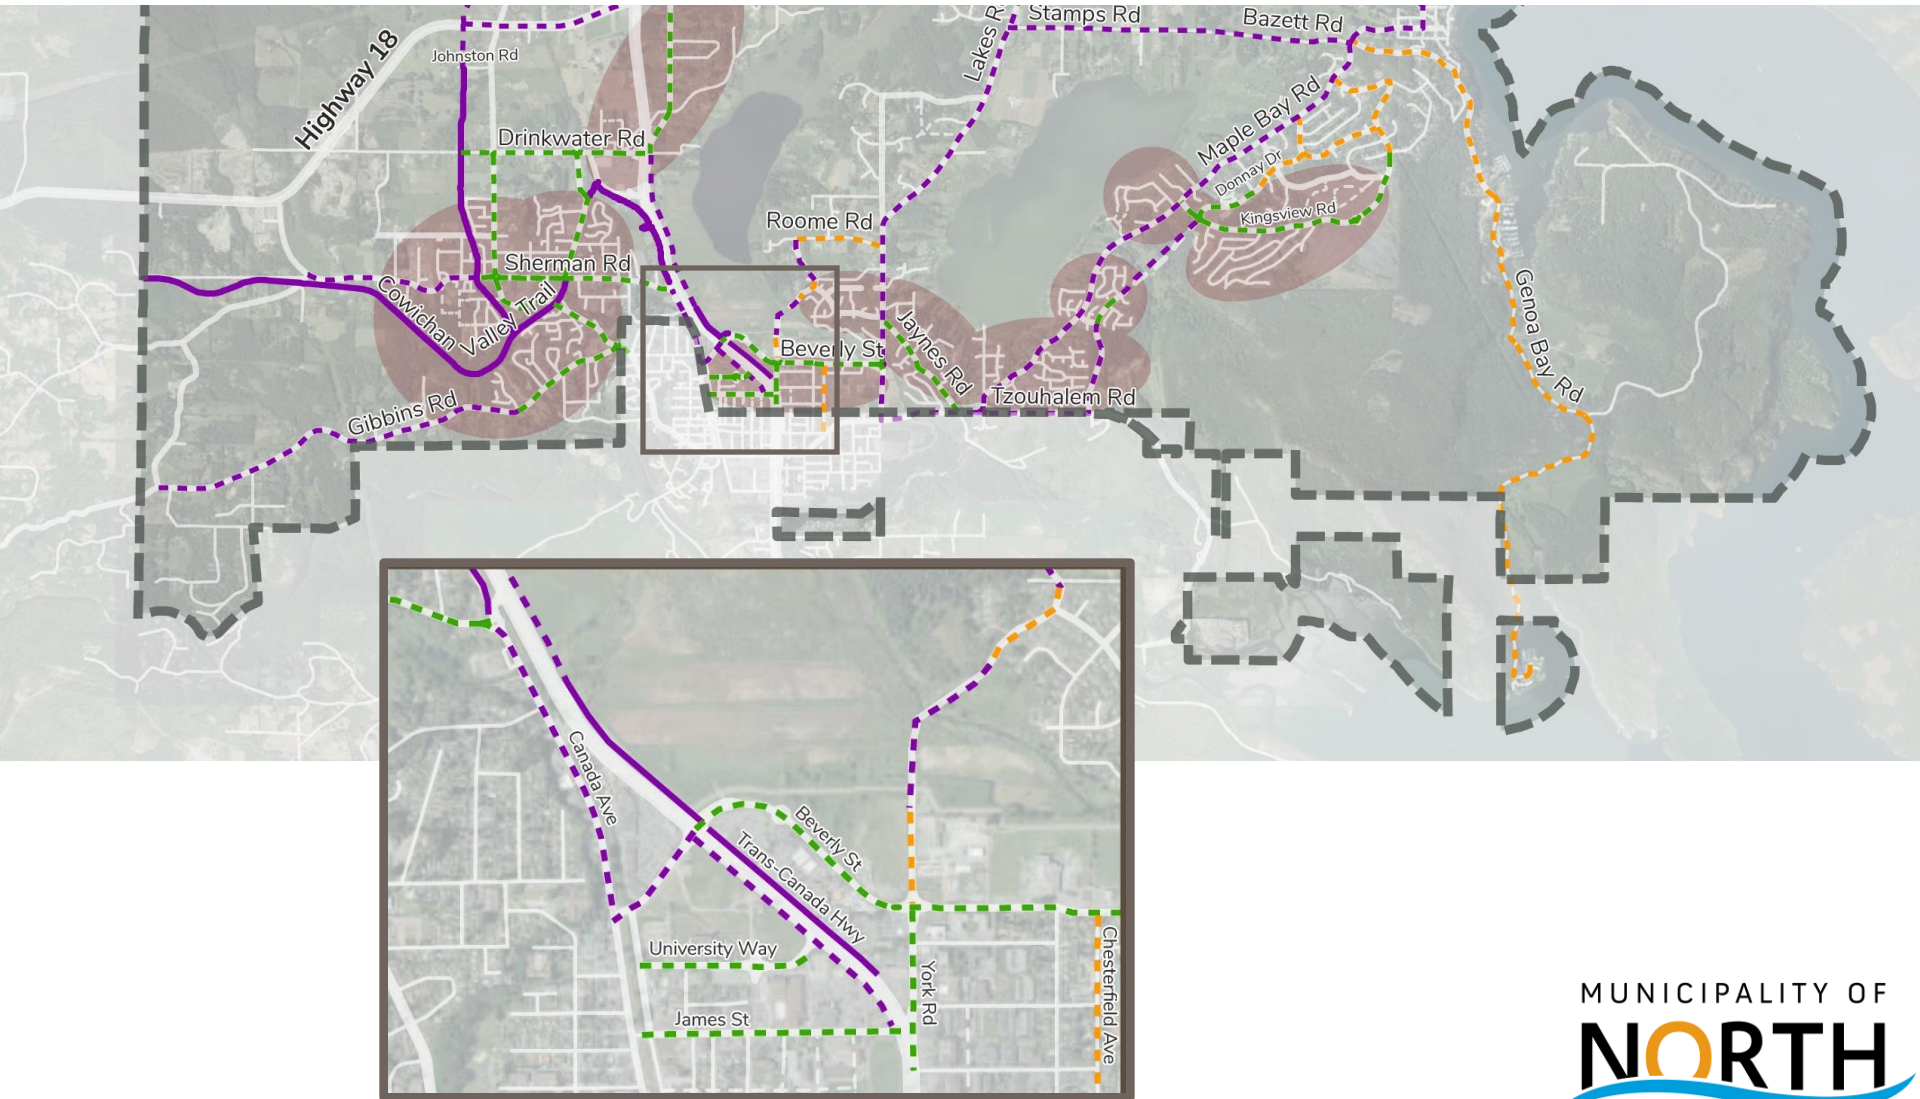 Stamps Rd
Bazett Rd
Lakes R
Highway 18
Johnston Rd
Drinkwater Rd
Maple Bay Rd
Donnay Dr
Kingsview Rd
Roome Rd
Sherman Rd
Cowichan
Valley Trail
Genoa Bay Rd
Jaynes Rd
Beverly St
Tzouhalem Rd
Gibbins Rd
Canada Ave
Beverly St
Trans-Canada Hwy
University Way
York Rd
Chesterfield Ave
James St
MUNICIPALITY OF
NORTH